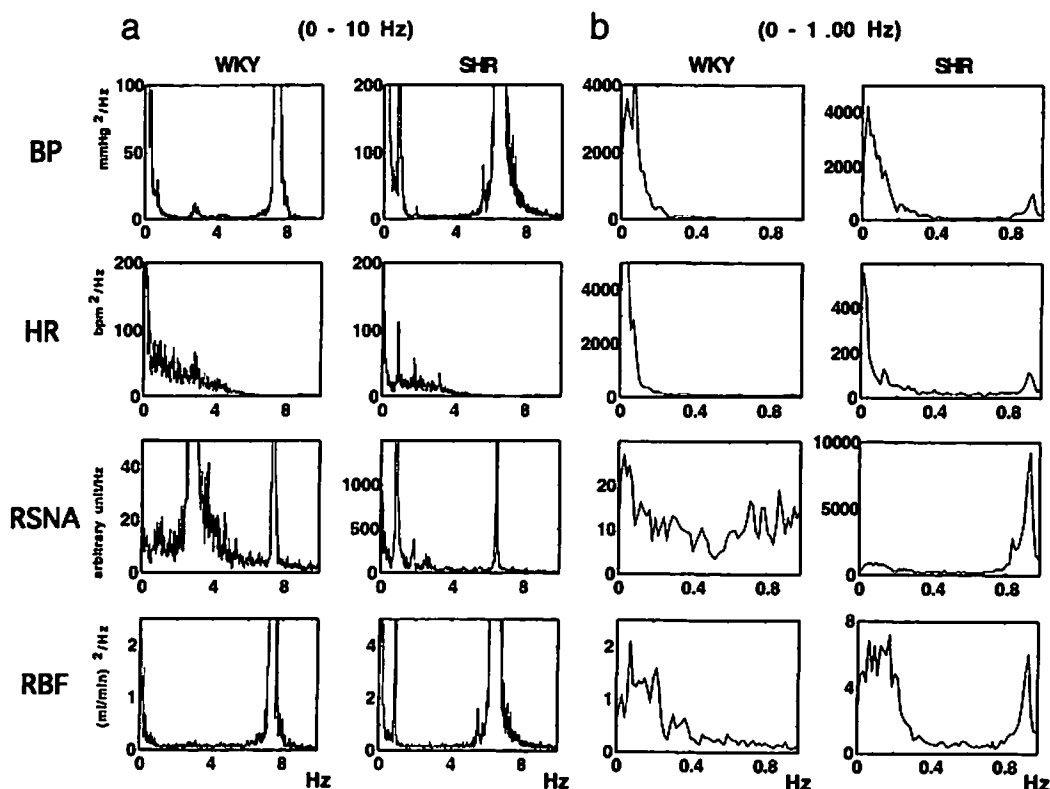 a (0 - 10 Hz) b (0 - 1 .00 Hz)
WKY SHR WKY SHR
BP
mmHg 2/Hz
100 50 0
0 4 8
200 100 0
0 4 8
4000 2000 0
0 0.4 0.8
4000 2000 0
0 0.4 0.8
HR
bpm 2/Hz
200 100 0
0 4 8
200 100 0
0 4 8
4000 2000 0
0 0.4 0.8
600 400 200 0
0 0.4 0.8
RSNA
arbitrary unit/Hz
40 20 0
0 4 8
1000 500 0
0 4 8
20 10 0
0 0.4 0.8
10000 5000 0
0 0.4 0.8
RBF
(ml/min) 2/Hz
2 1 0
0 4 8 Hz
4 2 0
0 4 8 Hz
2 1 0
0 0.4 0.8 Hz
8 4 0
0 0.4 0.8 Hz